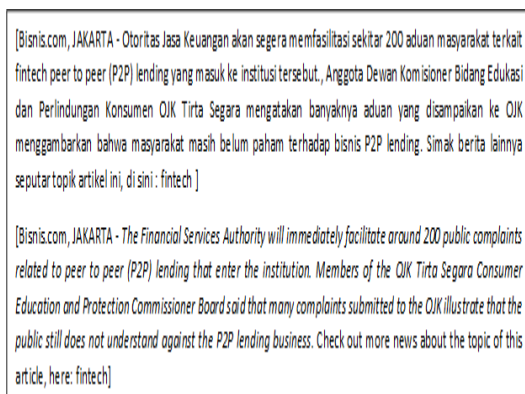 [Bisnis.com, JAKARTA - Otoritas Jasa Keuangan akan segera memfasilitasi sekitar 200 aduan masyarakat terkait
fintech peer to peer (P2P) lending yang masuk ke institusi tersebut., Anggota Dewan Komisioner Bidang Edukasi
dan Perlindungan Konsumen OJK Tirta Segara mengatakan banyaknya aduan yang disampaikan ke OJK
menggambarkan bahwa masyarakat masih belum paham terhadap bisnis P2P lending. Simak berita lainnya
seputar topik artikel ini, di sini : fintech ]
[Bisnis.com, JAKARTA - The Financial Services Authority will immediately facilitate around 200 public complaints
related to peer to peer (P2P) lending that enter the institution. Members of the OJK Tirta Segara Consumer
Education and Protection Commissioner Board said that many complaints submitted to the OJK illustrate that the
public still does not understand against the P2P lending business. Check out more news about the topic of this
article, here: fintech]